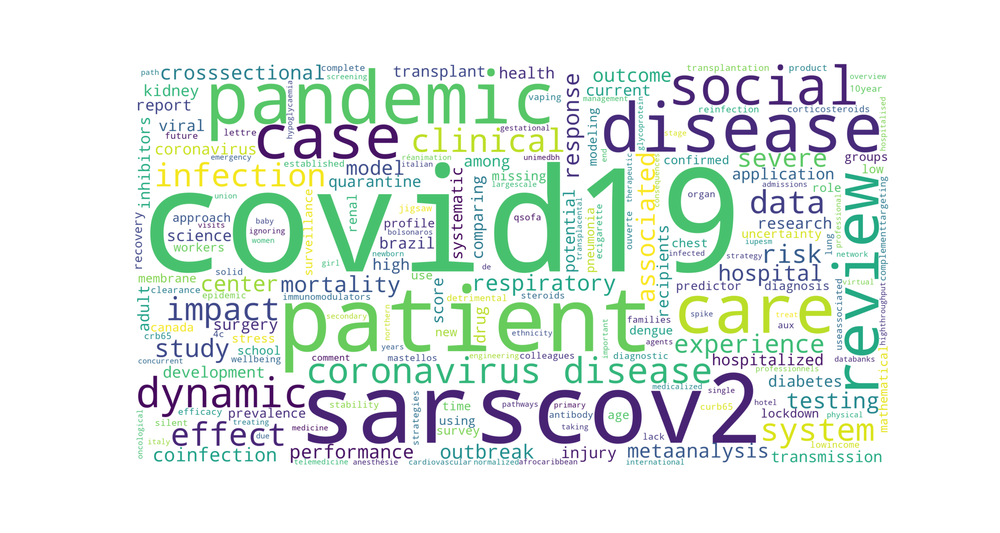 path
crosssectional
complete
screening
transplant
health
outcome
transplantation
product
overview
kidney
hypoglycaemia
pandemic
vaping
response
current
social
10year
report
management
glycoprotein
reinfection
corticosteroids
hospitalised
viral
future
lettre
case
clinical
gestational
modeling
disease
stage
inhibitors
coronavirus
emergency
established
réanimation
italian
unimedbh
end
among
confirmed
severe
groups
infection
model
quarantine
systematic
missing
largescale
comparing
therapeutic
associated
consequences
application
admissions
low
role
review
complementtargeting
covid19
union
surveillance
renal
jigsaw
potential
transplacental
organ
data
professional
approach
visits
baby
ignoring
women
profile
bolsonaros
qsofa
pneumonia
ecigarette
ouverte
research
recovery
science
workers
brazil
newborn
recipients
chest
uncertainty
iupesm
lung
girl
high
de
infected
strategy
risk
network
solid
use
hospital
membrane
center
mortality
score
respiratory
predictor
diagnosis
useassociated
virtual
highthroughput
adult
clearance
epidemic
immunomodulators
detrimental
steroids
impact
patient
northern
secondary
drug
families
care
spike
treat
aux
canada
surgery
crb65
4c
stress
new
ethnicity
important
dengue
agents
experience
study
school
years
concurrent
wellbeing
comment
mastellos
engineering
colleagues
diagnostic
hospitalized
databanks
mathematical
development
coronavirus disease
professionnels
dynamic
sarscov2
medicalized
single
diabetes
testing
oncological
efficacy
prevalence
stability
strategies
time
pathways
primary
antibody
age
curb65
hotel
lockdown
physical
silent
treating
effect
due
medicine
using
survey
taking
lack
system
italy
coinfection
performance
outbreak
injury
metaanalysis
lowincome
transmission
telemedicine
anesthésie
cardiovascular
normalized
afrocaribbean
international